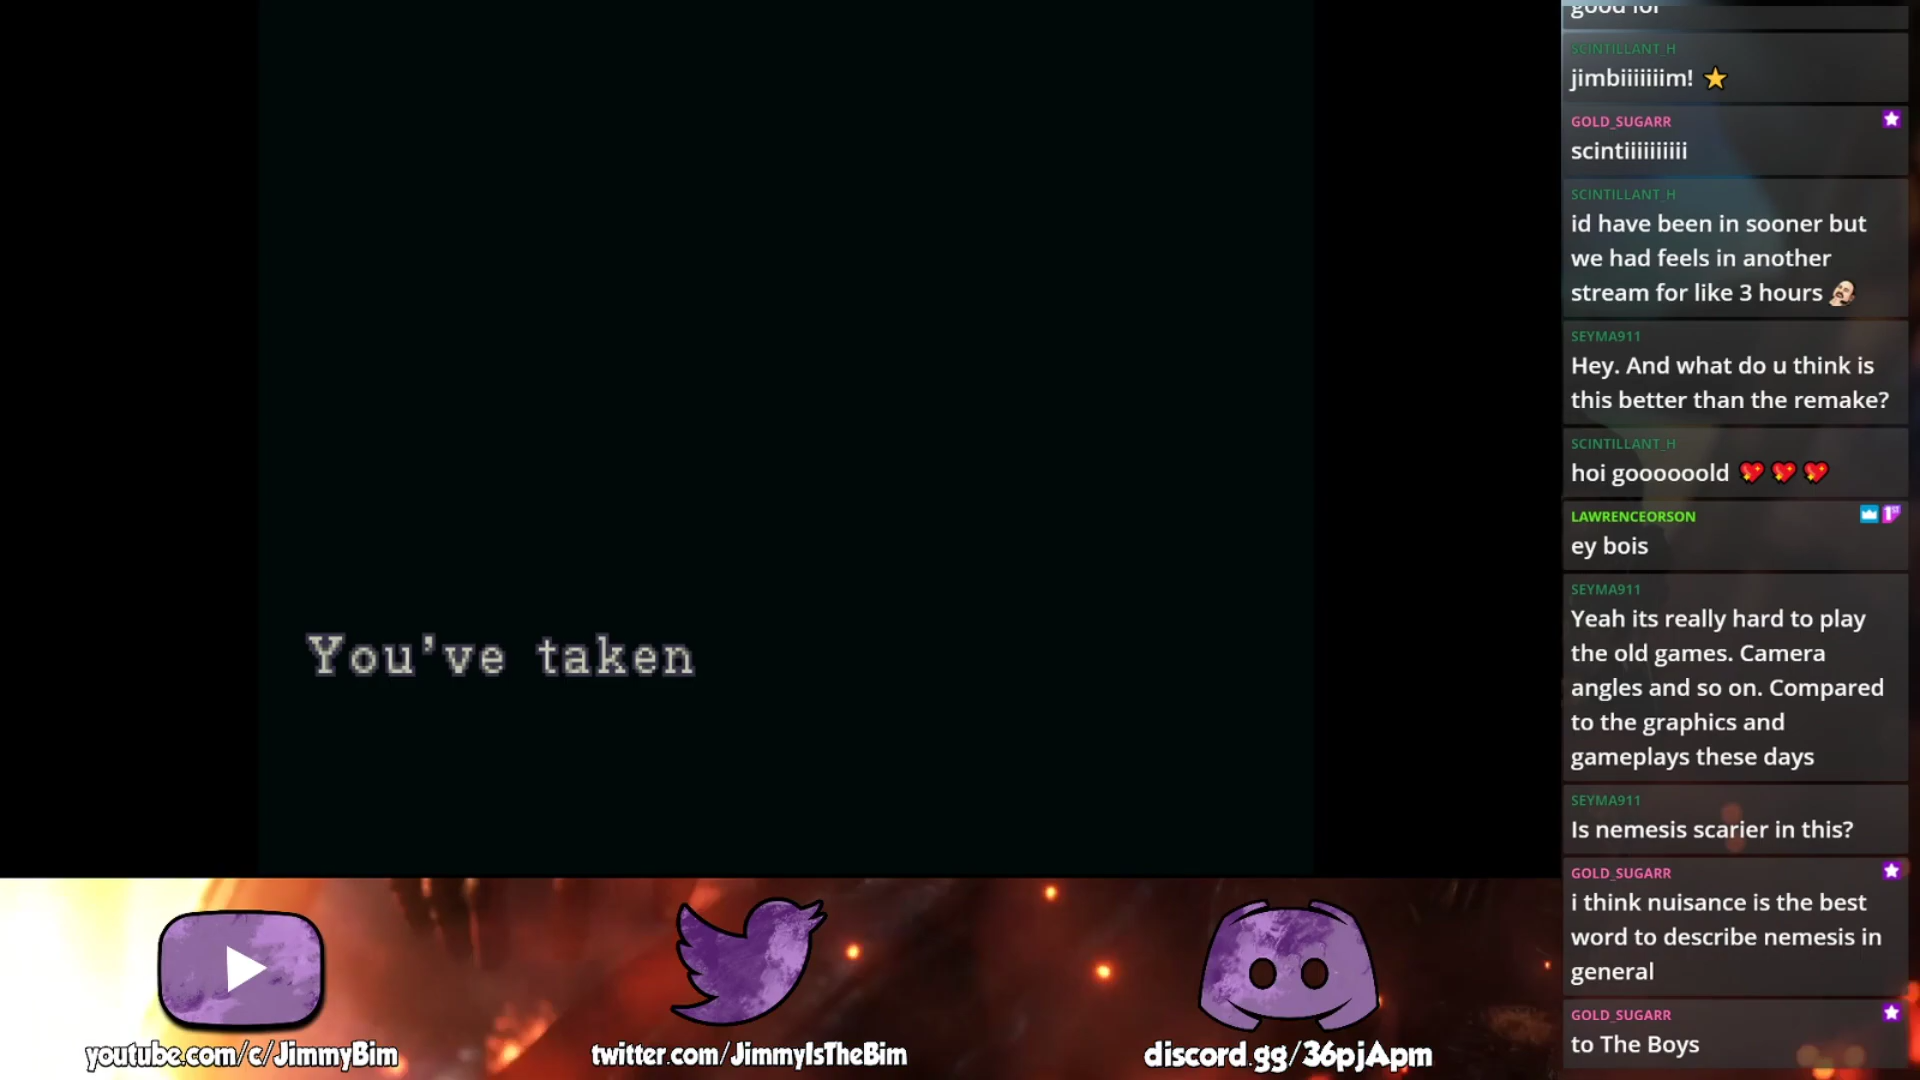 You've taken
good for
SCINTILLANT_H
jimbiiiiiiim! ⭐
GOLD_SUGARR
scintiiiiiiiiii
SCINTILLANT_H
id have been in sooner but
we had feels in another
stream for like 3 hours
SEYMA911
Hey. And what do u think is
this better than the remake?
SCINTILLANT_H
hoi goooooold 💖💖💖
LAWRENCEORSON
ey bois
SEYMA911
Yeah its really hard to play
the old games. Camera
angles and so on. Compared
to the graphics and
gameplays these days
SEYMA911
Is nemesis scarier in this?
GOLD_SUGARR
i think nuisance is the best
word to describe nemesis in
general
GOLD_SUGARR
to The Boys
youtube.com/c/JimmyBim
twitter.com/JimmyIsTheBim
discord.gg/36pjApm